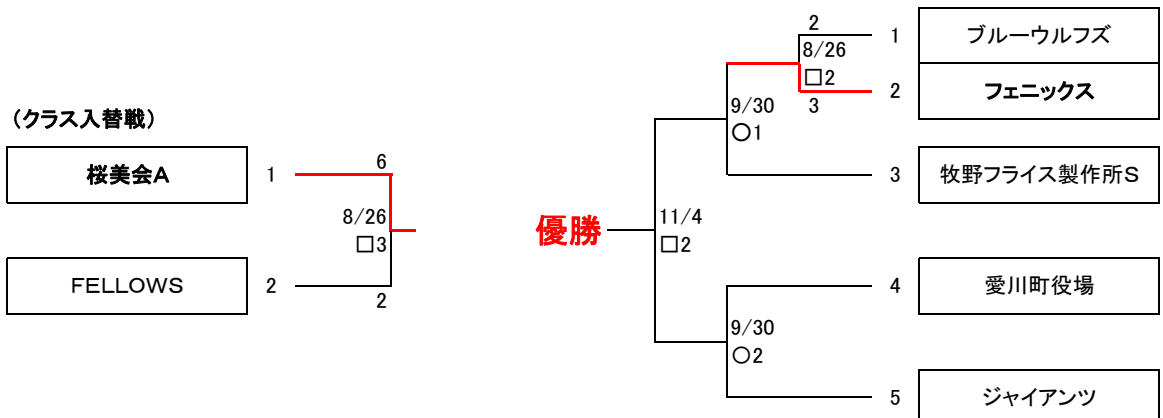 (クラス入替戦)
桜美会A
1
6
8/26
□3
FELLOWS
2
2
優勝
11/4
□2
9/30
○1
2
8/26
□2
3
1
ブルーウルフズ
2
フェニックス
3
牧野フライス製作所S
9/30
○2
4
愛川町役場
5
ジャイアンツ